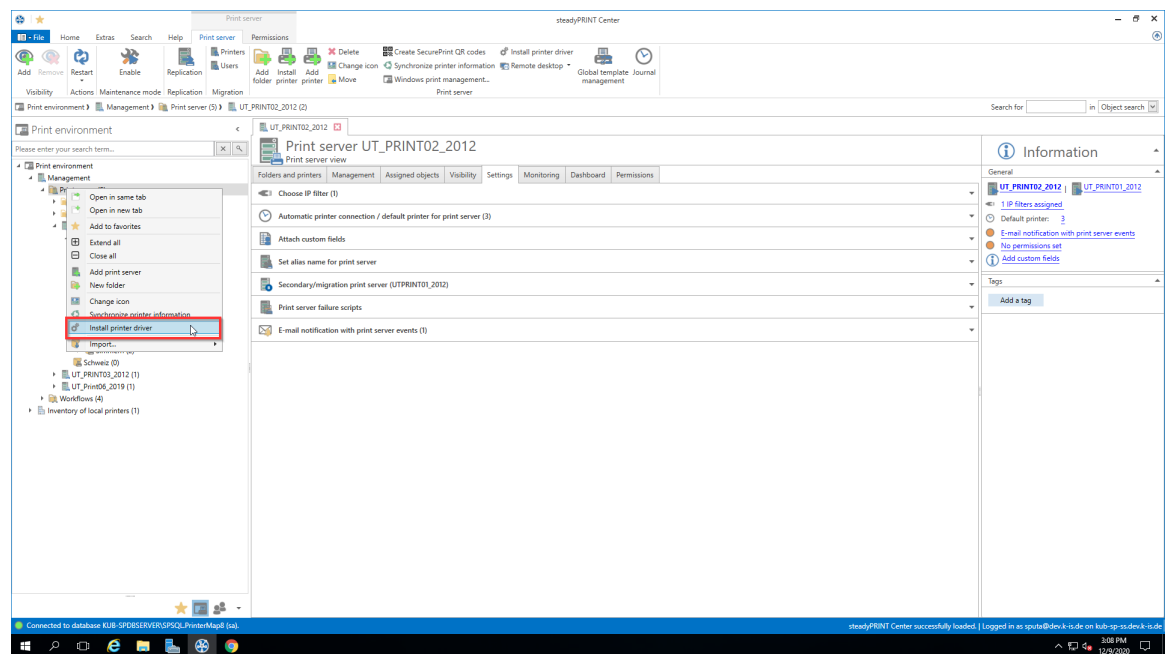 Print server
steadyPRINT Center
File Home Extras Search Help Print server Permissions
Add Remove Restart Enable Replication Printers Users
Add folder Install printer Add printer Delete Change icon Move
Create SecurePrint QR codes Synchronize printer information Windows print management...
Install printer driver Remote desktop Global template management Journal
Visibility Actions Maintenance mode Replication Migration Print server
Print environment Management Print server (5) UT_PRINT02_2012 (2) Search for in Object search
Print environment
Please enter your search term...
Print environment
Management
Open in same tab
Open in new tab
Add to favorites
Extend all
Close all
Add print server
New folder
Change icon
Synchronize printer information
Install printer driver
Import...
Schweiz (0)
UT_PRINT03_2012 (1)
UT_Print06_2019 (1)
Workflows (4)
Inventory of local printers (1)
UT_PRINT02_2012
Print server UT_PRINT02_2012
Print server view
Folders and printers Management Assigned objects Visibility Settings Monitoring Dashboard Permissions
Choose IP filter (1)
Automatic printer connection / default printer for print server (3)
Attach custom fields
Set alias name for print server
Secondary/migration print server (UTPRINT01_2012)
Print server failure scripts
E-mail notification with print server events (1)
Information
General
UT_PRINT02_2012 | UT_PRINT01_2012
1 IP filters assigned
Default printer: 3
E-mail notification with print server events
No permissions set
Add custom fields
Tags
Add a tag
Connected to database KUB-SPDBSERVER\SPSQL.PrinterMap8 (sa). steadyPRINT Center successfully loaded. | Logged in as sputa@dev.k-is.de on kub-sp-ss.dev.k-is.de
3:08 PM
12/9/2020